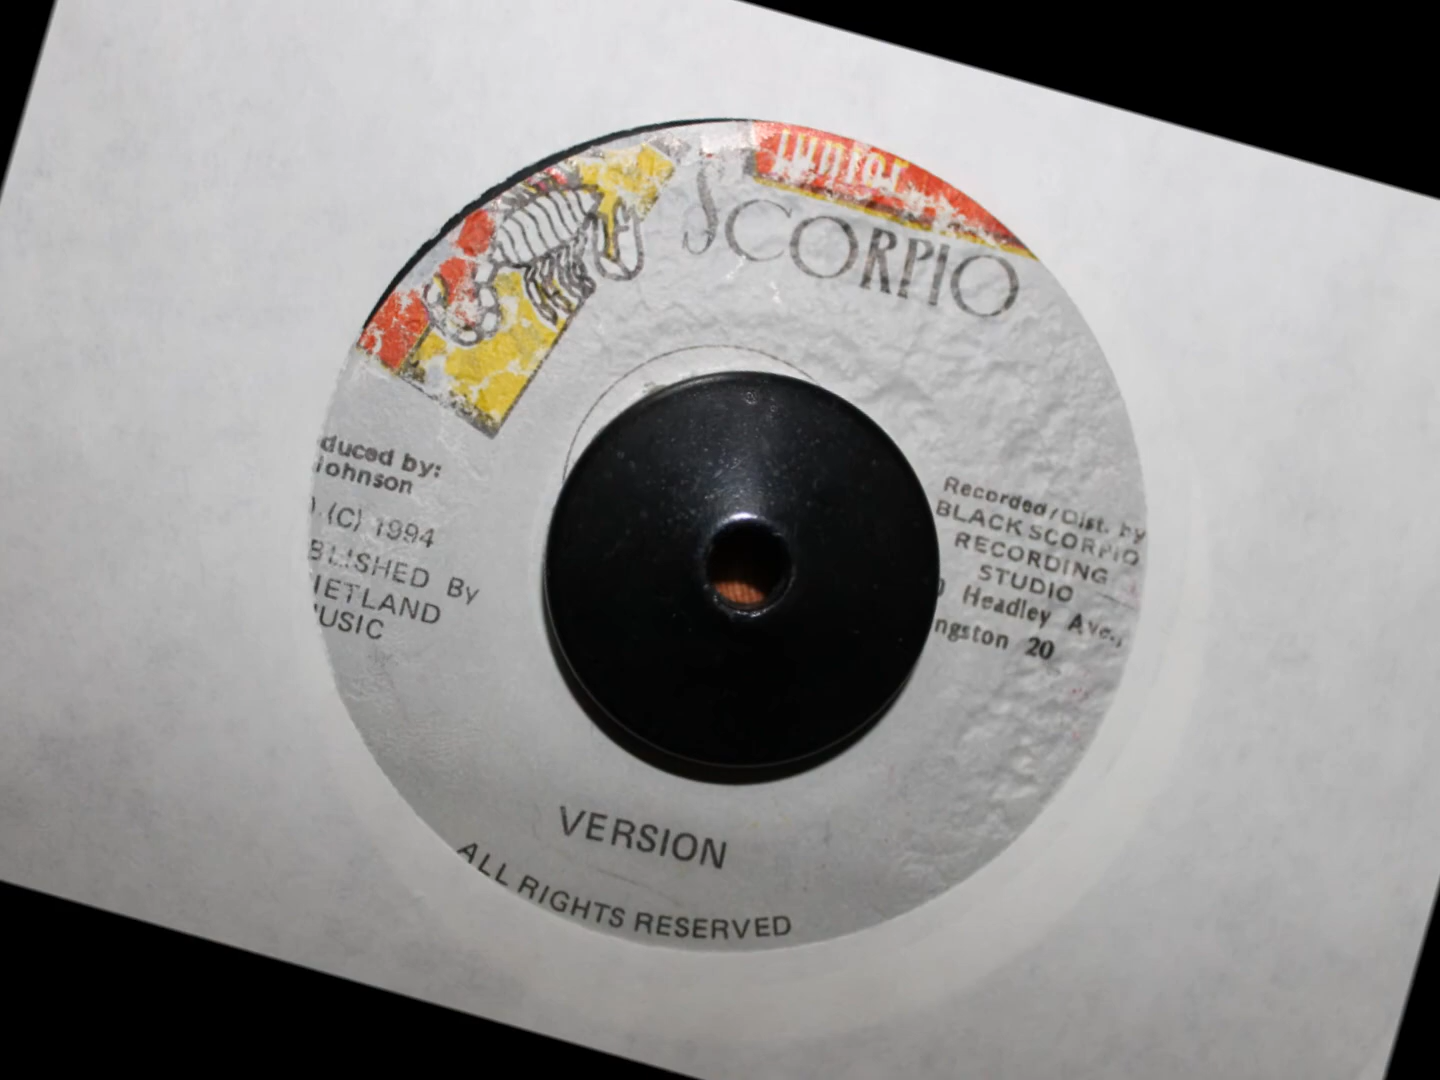 Junior
SCORPIO
duced by:
Johnson
(C) 1994
BLISHED By
IETLAND
USIC
Recorded/Dist. by
BLACK SCORPIO
RECORDING
STUDIO
Headley Ave.,
ngston 20
VERSION
ALL RIGHTS RESERVED